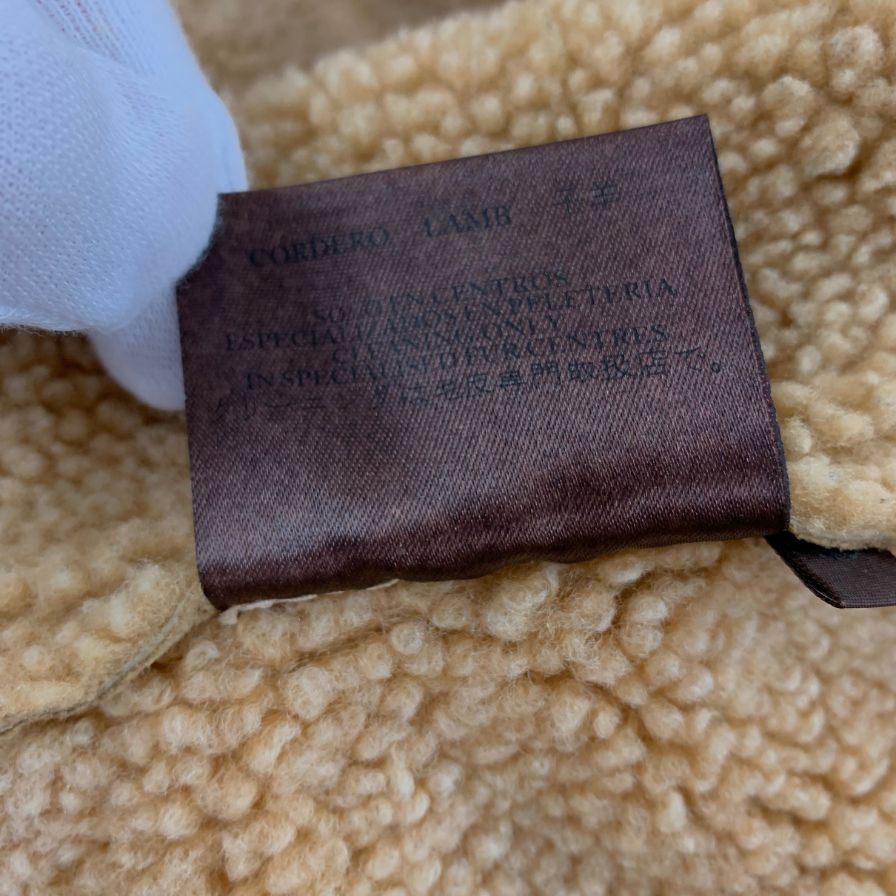 CORDERO LAMB 子羊
SOLO EN CENTROS
ESPECIALIZADOS EN PELETERIA
CLEANING ONLY
IN SPECIALISED FUR CENTRES
クリーニングは毛皮専門取扱店で。